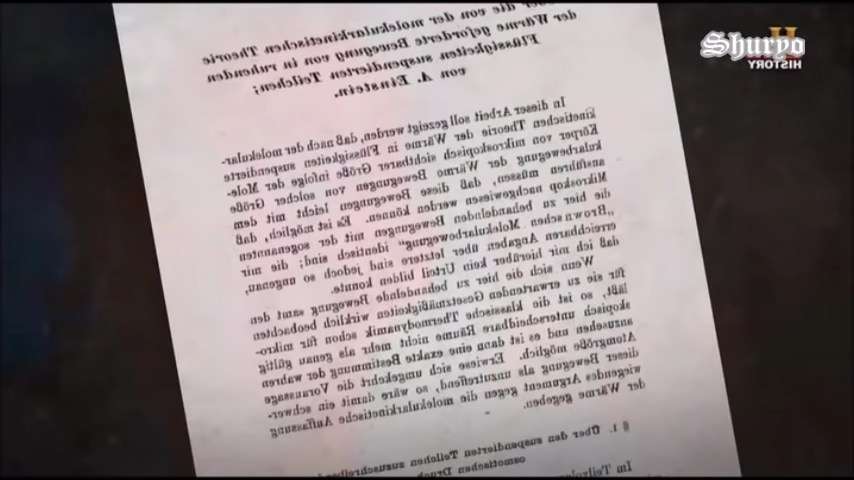 Shuryo
H
HISTORY
die von der molekularkinetischen Theorie
der Wärme geforderte Bewegung von in ruhenden
Flüssigkeiten suspendierten Teilchen;
von A. Einstein.
In dieser Arbeit soll gezeigt werden, daß nach der molekular-
kinetischen Theorie der Wärme in Flüssigkeiten suspendierte
Körper von mikroskopisch sichtbarer Größe infolge der Mole-
kularbewegung der Wärme Bewegungen von solcher Größe
ausführen müssen, daß diese Bewegungen leicht mit dem
Mikroskop nachgewiesen werden können. Es ist möglich, daß
die hier zu behandelnden Bewegungen mit der sogenannten
„Brownschen Molekularbewegung“ identisch sind; die mir
erreichbaren Angaben über letztere sind jedoch so ungenau,
daß ich mir hierüber kein Urteil bilden konnte.
Wenn sich die hier zu behandelnde Bewegung samt den
für sie zu erwartenden Gesetzmäßigkeiten wirklich beobachten
läßt, so ist die klassische Thermodynamik schon für mikro-
skopisch unterscheidbare Räume nicht mehr als genau gültig
anzusehen und es ist dann eine exakte Bestimmung der wahren
Atomgröße möglich. Erwiese sich umgekehrt die Voraussage
dieser Bewegung als unzutreffend, so wäre damit ein schwer-
wiegendes Argument gegen die molekularkinetische Auffassung
der Wärme gegeben.
§ 1. Über den suspendierten Teilchen zuzuschreibenden
osmotischen Druck
Im